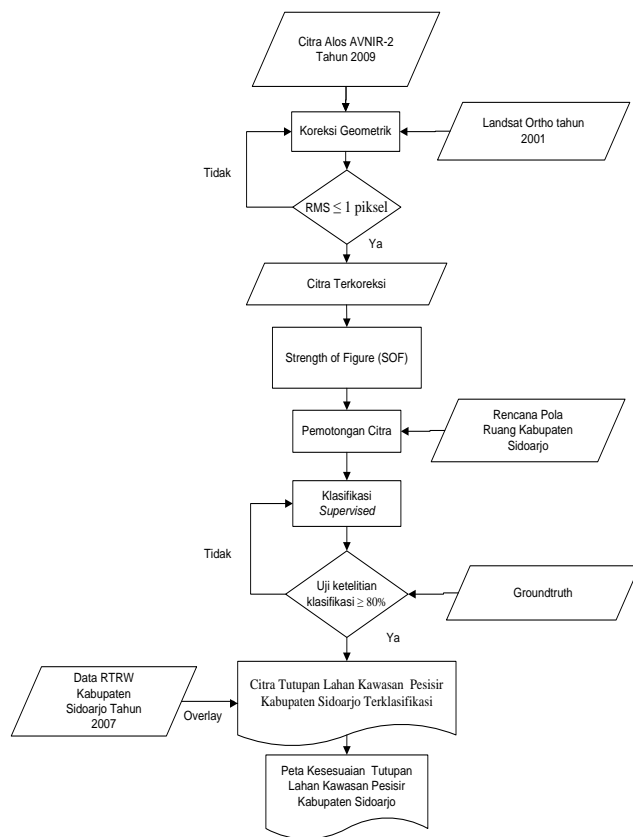 Citra Alos AVNIR-2
Tahun 2009
Koreksi Geometrik
Landsat Ortho tahun
2001
Tidak
RMS ≤ 1 piksel
Ya
Citra Terkoreksi
Strength of Figure (SOF)
Pemotongan Citra
Rencana Pola
Ruang Kabupaten
Sidoarjo
Klasifikasi
Supervised
Tidak
Uji ketelitian
klasifikasi ≥ 80%
Groundtruth
Ya
Data RTRW
Kabupaten
Sidoarjo Tahun
2007
Overlay
Citra Tutupan Lahan Kawasan Pesisir
Kabupaten Sidoarjo Terklasifikasi
Peta Kesesuaian Tutupan
Lahan Kawasan Pesisir
Kabupaten Sidoarjo